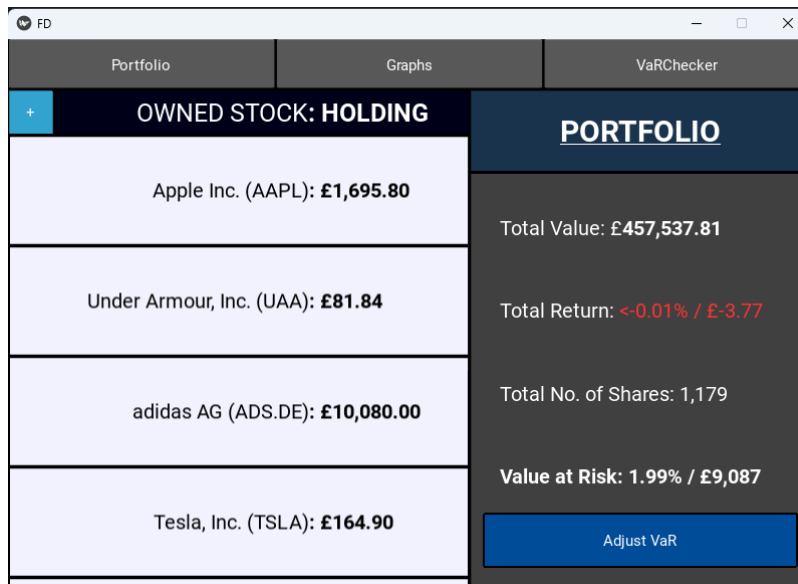 FD
Portfolio
Graphs
VaRChecker
+
OWNED STOCK: HOLDING
Apple Inc. (AAPL): £1,695.80
Under Armour, Inc. (UAA): £81.84
adidas AG (ADS.DE): £10,080.00
Tesla, Inc. (TSLA): £164.90
PORTFOLIO
Total Value: £457,537.81
Total Return: <-0.01% / £-3.77
Total No. of Shares: 1,179
Value at Risk: 1.99% / £9,087
Adjust VaR